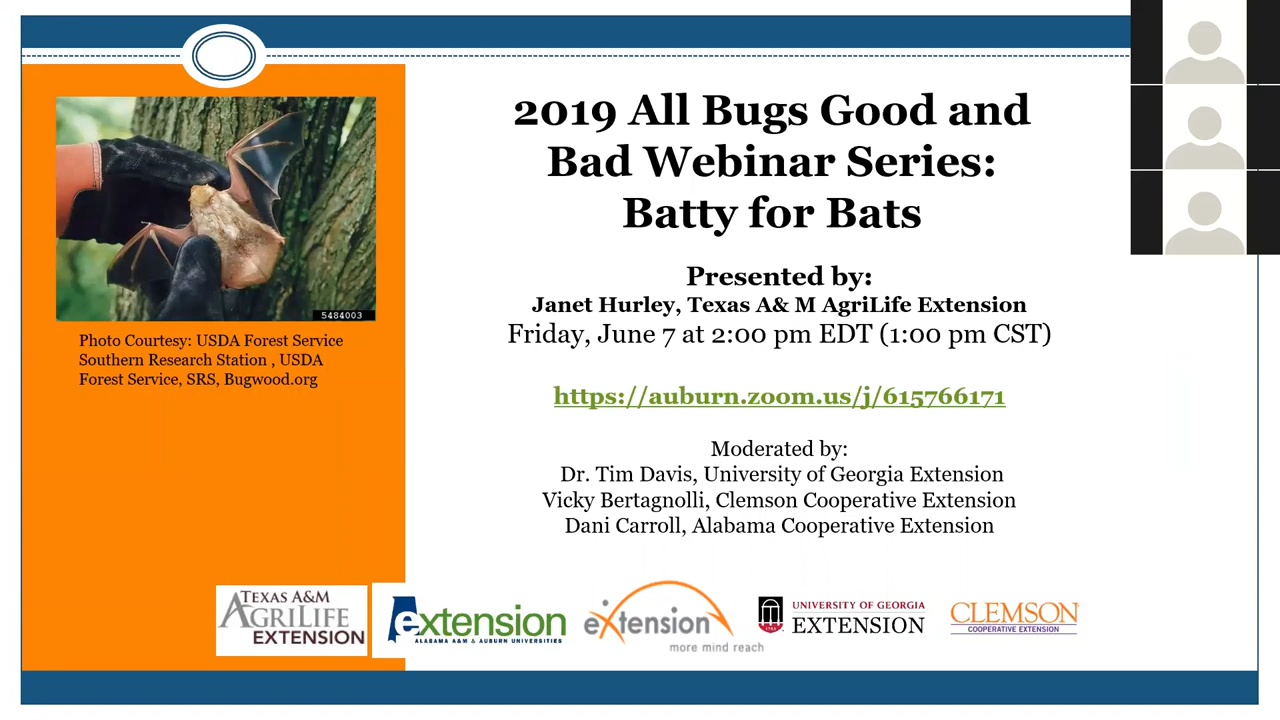 2019 All Bugs Good and
Bad Webinar Series:
Batty for Bats
Presented by:
Janet Hurley, Texas A& M AgriLife Extension
Friday, June 7 at 2:00 pm EDT (1:00 pm CST)
https://auburn.zoom.us/j/615766171
Moderated by:
Dr. Tim Davis, University of Georgia Extension
Vicky Bertagnolli, Clemson Cooperative Extension
Dani Carroll, Alabama Cooperative Extension
5484003
Photo Courtesy: USDA Forest Service
Southern Research Station , USDA
Forest Service, SRS, Bugwood.org
TEXAS A&M
AGRILIFE
EXTENSION
extension
ALABAMA A&M & AUBURN UNIVERSITIES
eXtension
more mind reach
1785
UNIVERSITY OF GEORGIA
EXTENSION
CLEMSON
COOPERATIVE EXTENSION